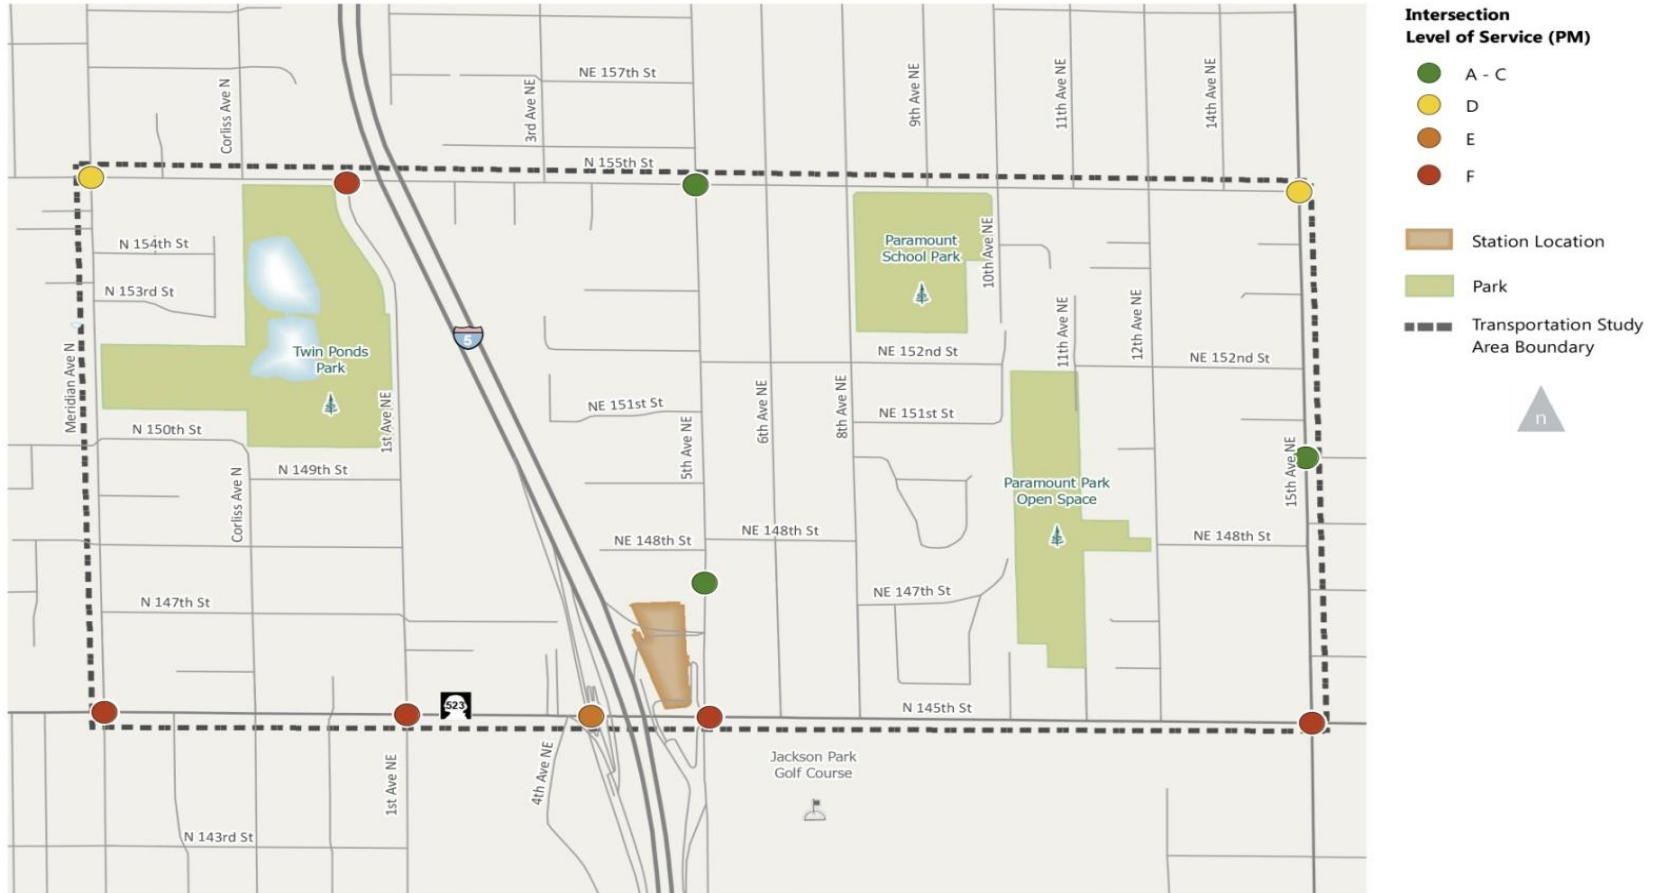 Intersection
Level of Service (PM)
A - C
D
E
F
Station Location
Park
Transportation Study
Area Boundary
n
NE 157th St
Corliss Ave N
3rd Ave NE
9th Ave NE
11th Ave NE
14th Ave NE
N 155th St
N 154th St
N 153rd St
Paramount
School Park
10th Ave NE
5
Twin Ponds
Park
Meridian Ave N
1st Ave NE
N 150th St
N 149th St
Corliss Ave N
NE 151st St
5th Ave NE
6th Ave NE
8th Ave NE
NE 152nd St
NE 151st St
11th Ave NE
12th Ave NE
NE 152nd St
15th Ave NE
Paramount Park
Open Space
NE 148th St
NE 148th St
NE 148th St
N 147th St
NE 147th St
523
N 145th St
1st Ave NE
4th Ave NE
Jackson Park
Golf Course
N 143rd St